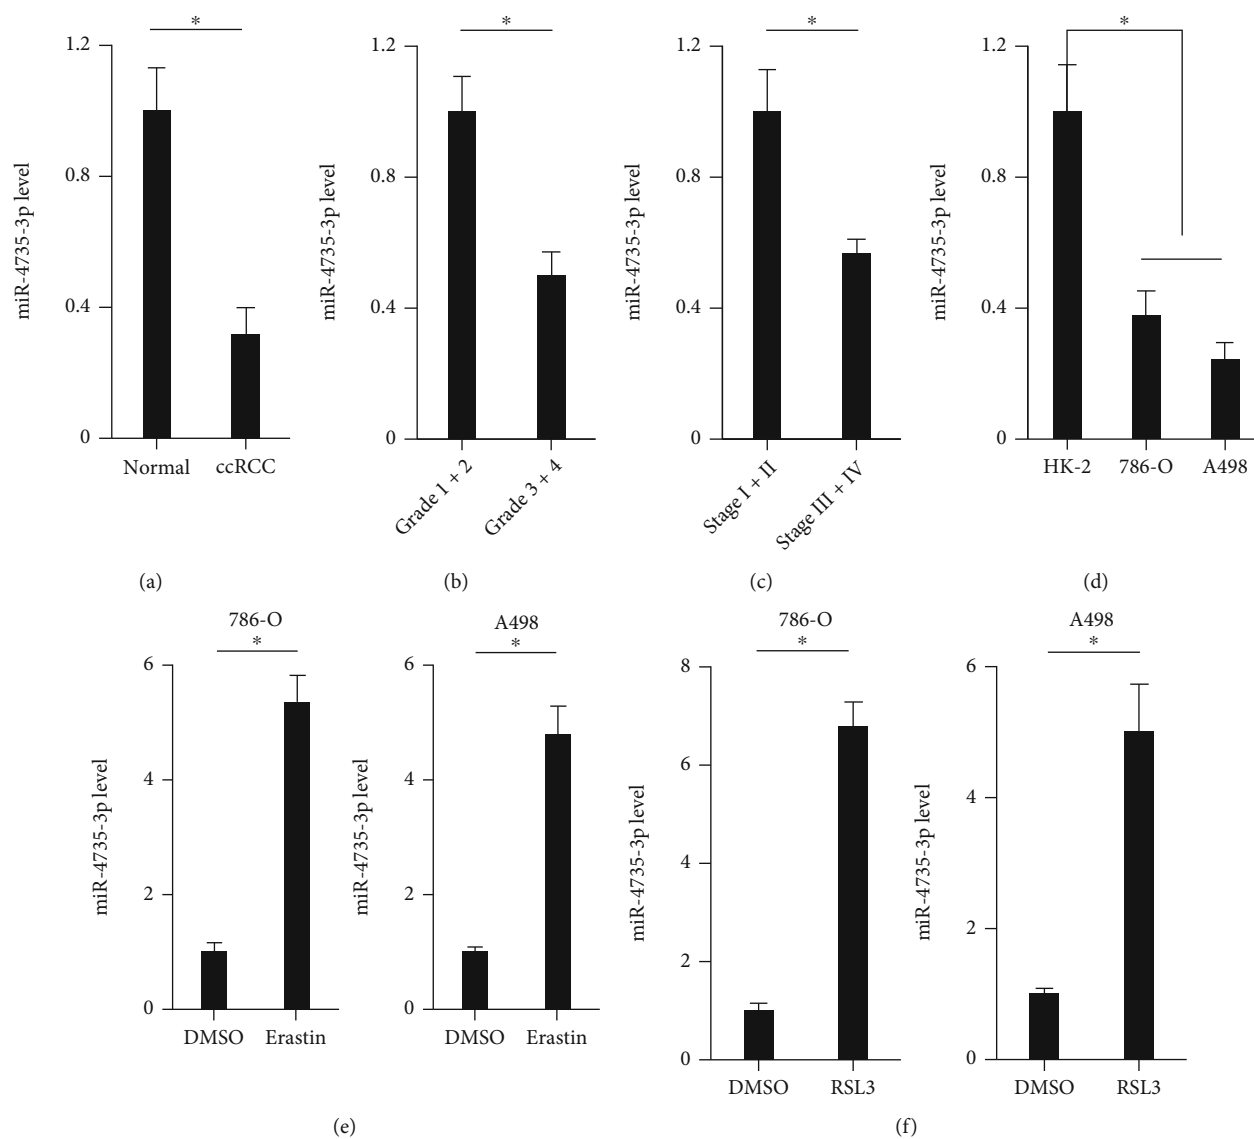 *
1.2
0.8
0.4
0
miR-4735-3p level
Normal
ccRCC
(a)
*
1.2
0.8
0.4
0
miR-4735-3p level
Grade 1 + 2
Grade 3 + 4
(b)
*
1.2
0.8
0.4
0
miR-4735-3p level
Stage I + II
Stage III + IV
(c)
*
1.2
0.8
0.4
0
miR-4735-3p level
HK-2
786-O
A498
(d)
786-O
*
6
4
2
0
miR-4735-3p level
DMSO
Erastin
A498
*
6
4
2
0
miR-4735-3p level
DMSO
Erastin
(e)
786-O
*
8
6
4
2
0
miR-4735-3p level
DMSO
RSL3
A498
*
6
4
2
0
miR-4735-3p level
DMSO
RSL3
(f)